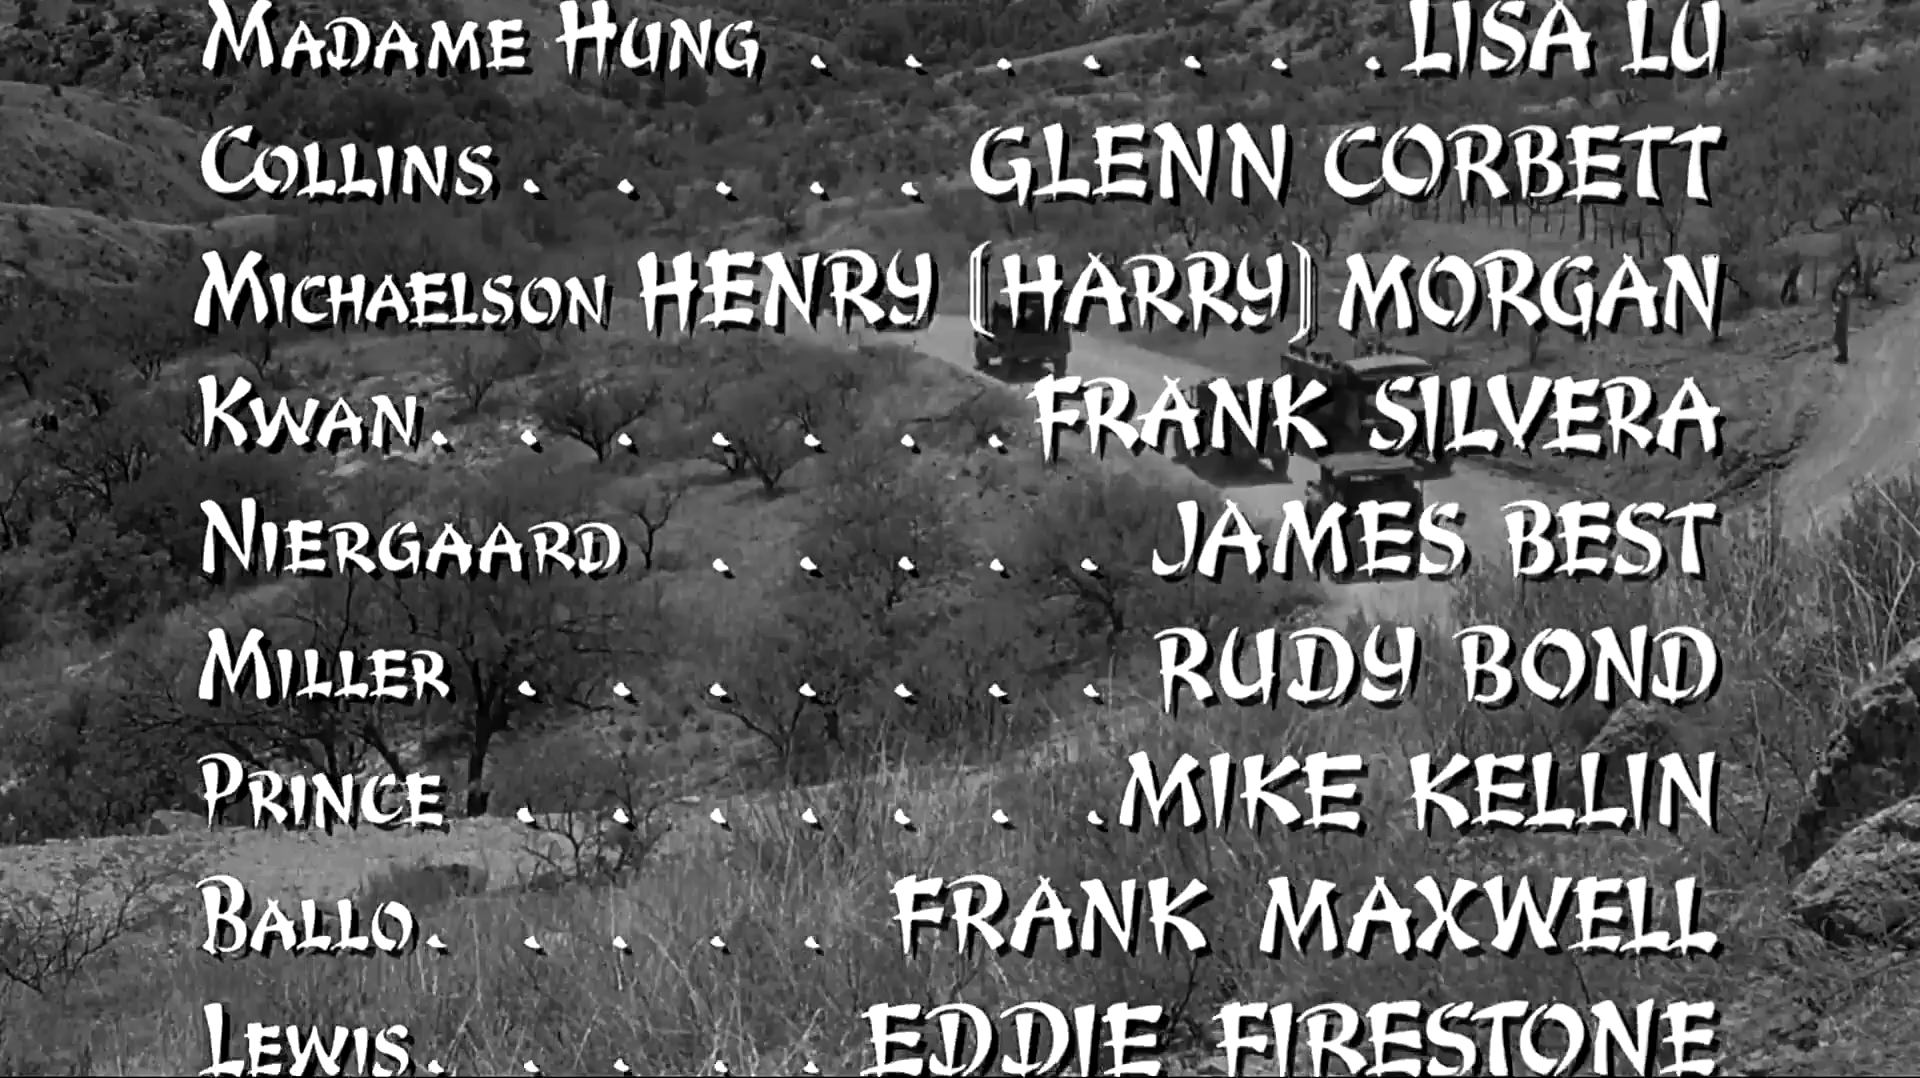 MADAME HUNG . . . . . . . LISA LU
COLLINS . . . . . GLENN CORBETT
MICHAELSON HENRY (HARRY) MORGAN
KWAN . . . . . . . FRANK SILVERA
NIERGAARD . . . . . JAMES BEST
MILLER . . . . . . . RUDY BOND
PRINCE . . . . . . . MIKE KELLIN
BALLO . . . . . FRANK MAXWELL
LEWIS . . . . . EDDIE FIRESTONE